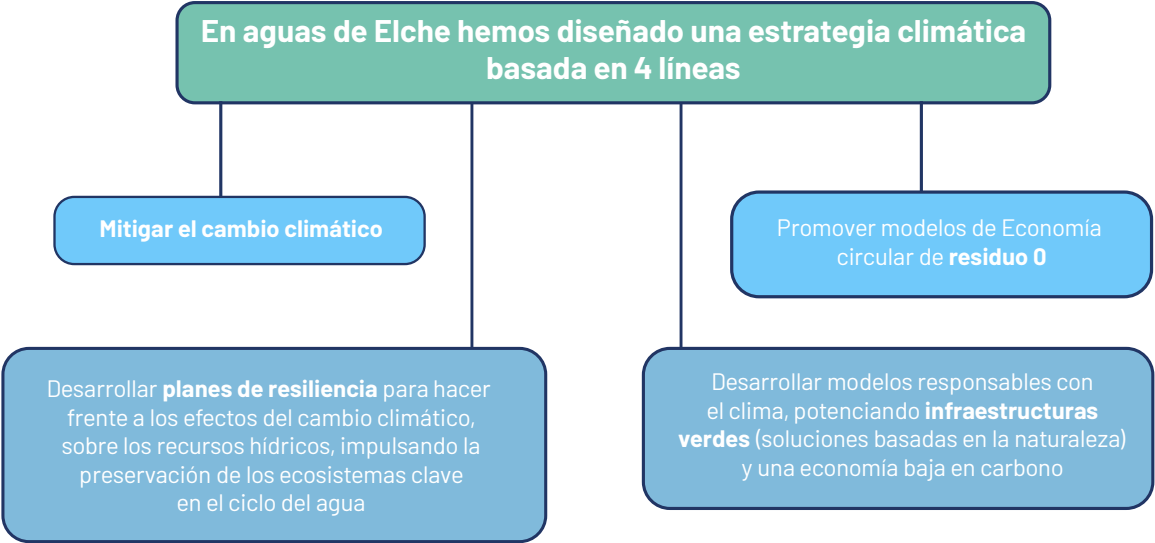 En aguas de Elche hemos diseñado una estrategia climática
basada en 4 líneas
Mitigar el cambio climático
Promover modelos de Economía
circular de residuo 0
Desarrollar planes de resiliencia para hacer
frente a los efectos del cambio climático,
sobre los recursos hídricos, impulsando la
preservación de los ecosistemas clave
en el ciclo del agua
Desarrollar modelos responsables con
el clima, potenciando infraestructuras
verdes (soluciones basadas en la naturaleza)
y una economía baja en carbono